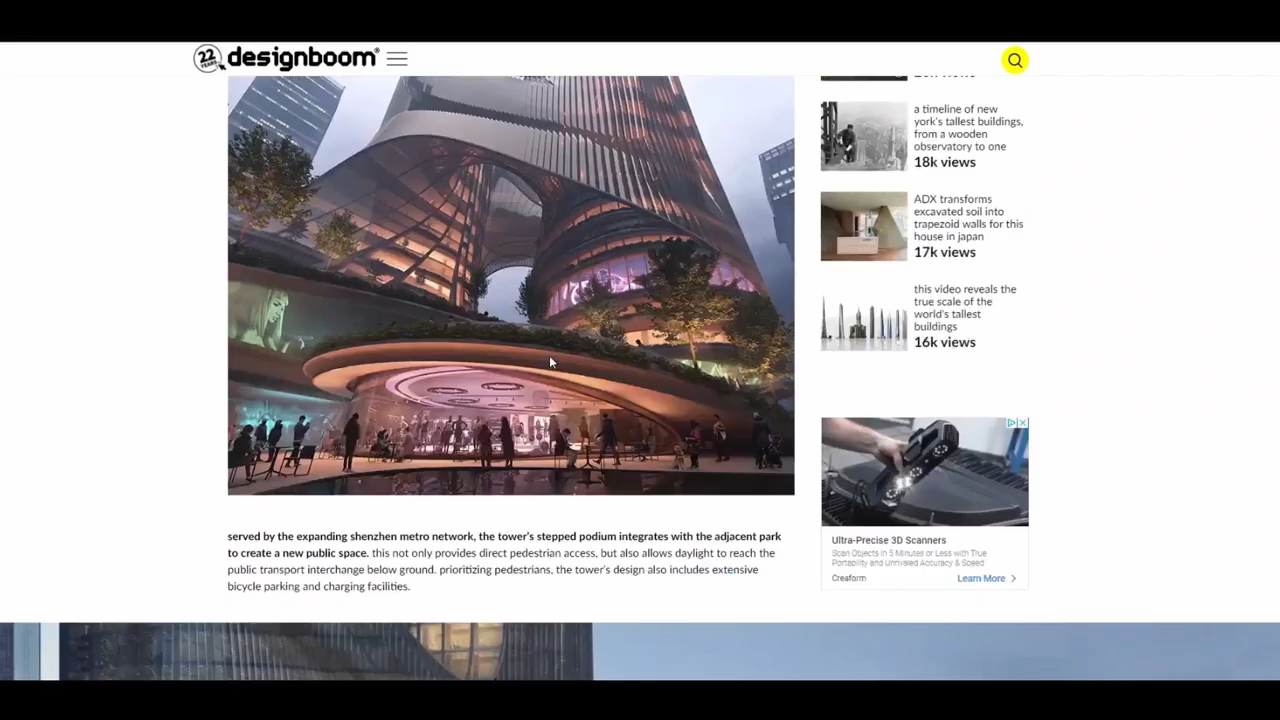 22
YEARS
designboom®
a timeline of new
york's tallest buildings,
from a wooden
observatory to one
18k views
ADX transforms
excavated soil into
trapezoid walls for this
house in japan
17k views
this video reveals the
true scale of the
world's tallest
buildings
16k views
served by the expanding shenzhen metro network, the tower's stepped podium integrates with the adjacent park
to create a new public space. this not only provides direct pedestrian access, but also allows daylight to reach the
public transport interchange below ground. prioritizing pedestrians, the tower's design also includes extensive
bicycle parking and charging facilities.
Ultra-Precise 3D Scanners
Scan Objects in 5 Minutes or Less with True
Portability and Unrivaled Accuracy & Speed
Creaform
Learn More